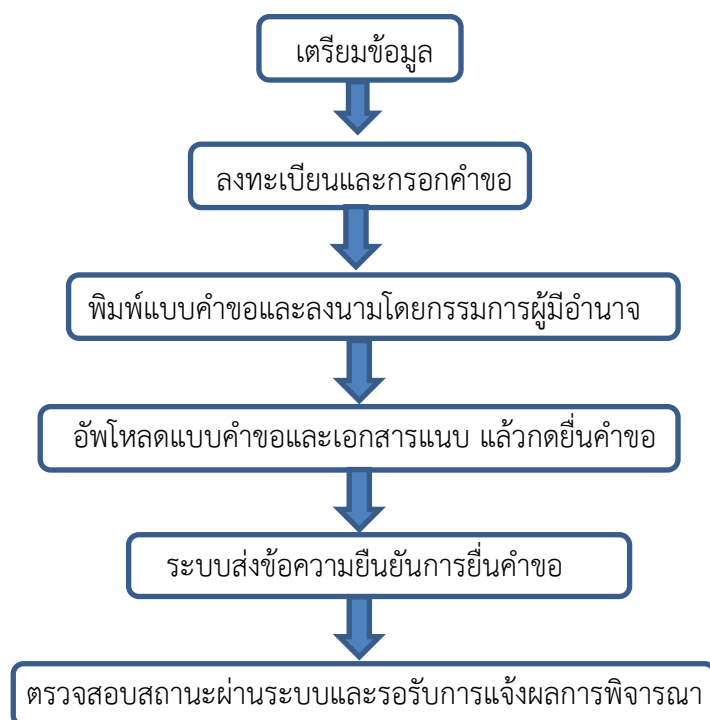 เตรียมข้อมูล
ลงทะเบียนและกรอกคำขอ
พิมพ์แบบคำขอและลงนามโดยกรรมการผู้มีอำนาจ
อัพโหลดแบบคำขอและเอกสารแนบ แล้วกดยื่นคำขอ
ระบบส่งข้อความยืนยันการยื่นคำขอ
ตรวจสอบสถานะผ่านระบบและรอรับการแจ้งผลการพิจารณา